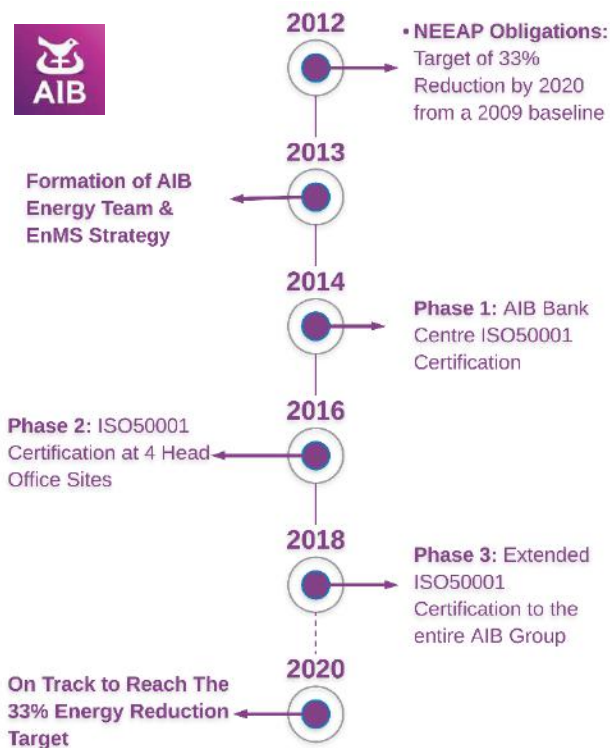 AIB
2012
• NEEAP Obligations:
Target of 33%
Reduction by 2020
from a 2009 baseline
2013
Formation of AIB
Energy Team &
EnMS Strategy
2014
Phase 1: AIB Bank
Centre ISO50001
Certification
2016
Phase 2: ISO50001
Certification at 4 Head
Office Sites
2018
Phase 3: Extended
ISO50001
Certification to the
entire AIB Group
2020
On Track to Reach The
33% Energy Reduction
Target